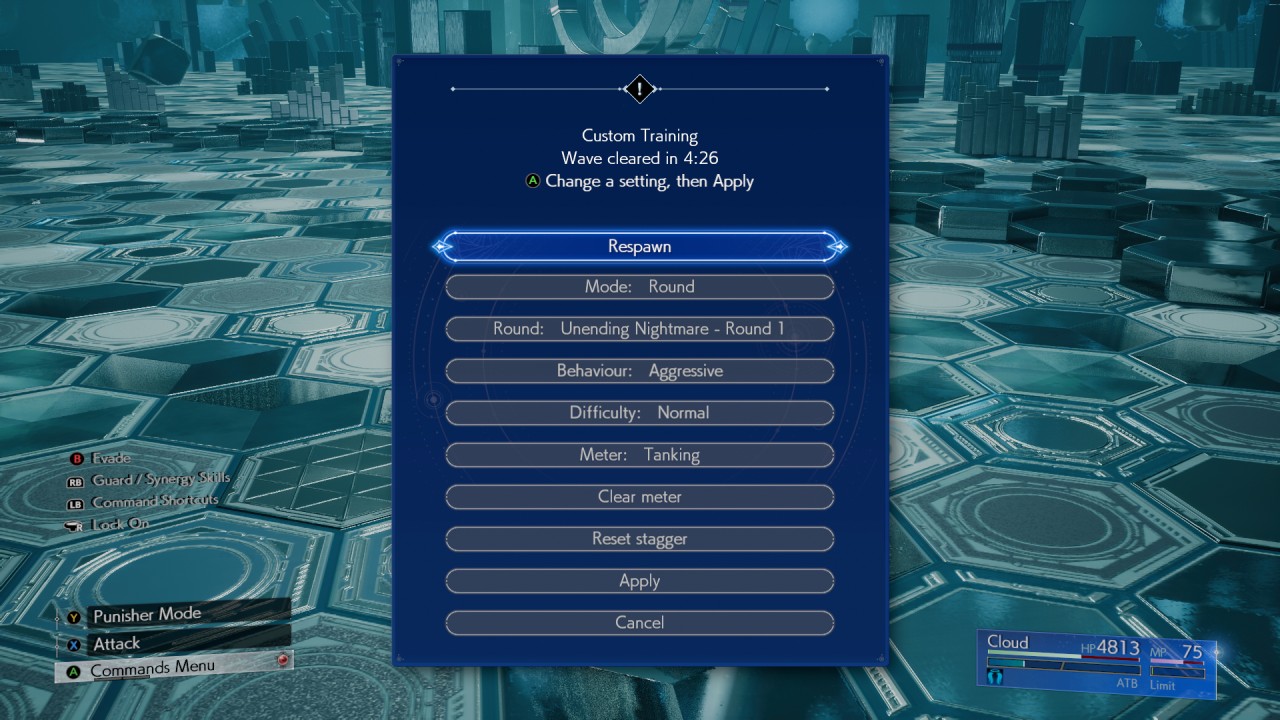 !
Custom Training
Wave cleared in 4:26
A Change a setting, then Apply
Respawn
Mode: Round
Round: Unending Nightmare - Round 1
Behaviour: Aggressive
Difficulty: Normal
Meter: Tanking
Clear meter
Reset stagger
Apply
Cancel
B Evade
RB Guard / Synergy Skills
LB Command Shortcuts
R Lock On
Y Punisher Mode
X Attack
A Commands Menu
Cloud HP 4813 MP 75
ATB Limit